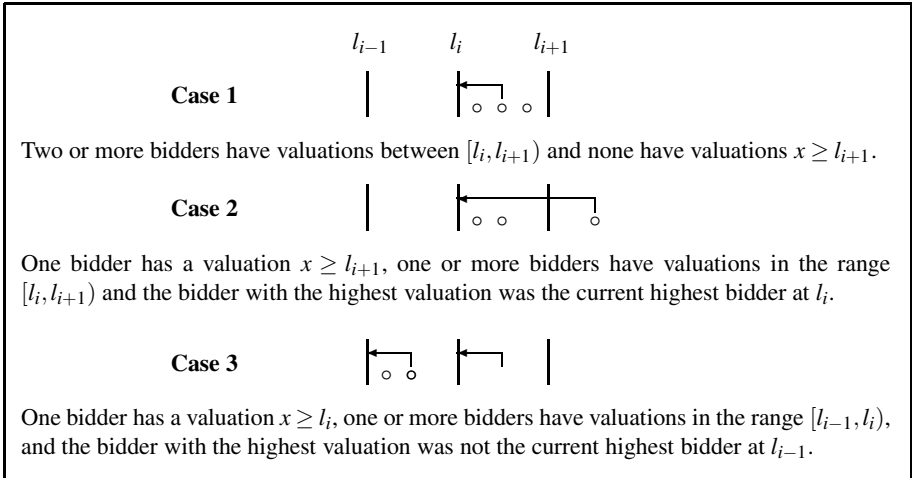 l_{i−1} l_i l_{i+1}
Case 1
Two or more bidders have valuations between [l_i, l_{i+1}) and none have valuations x ≥ l_{i+1}.
Case 2
One bidder has a valuation x ≥ l_{i+1}, one or more bidders have valuations in the range
[l_i, l_{i+1}) and the bidder with the highest valuation was the current highest bidder at l_i.
Case 3
One bidder has a valuation x ≥ l_i, one or more bidders have valuations in the range [l_{i−1}, l_i),
and the bidder with the highest valuation was not the current highest bidder at l_{i−1}.